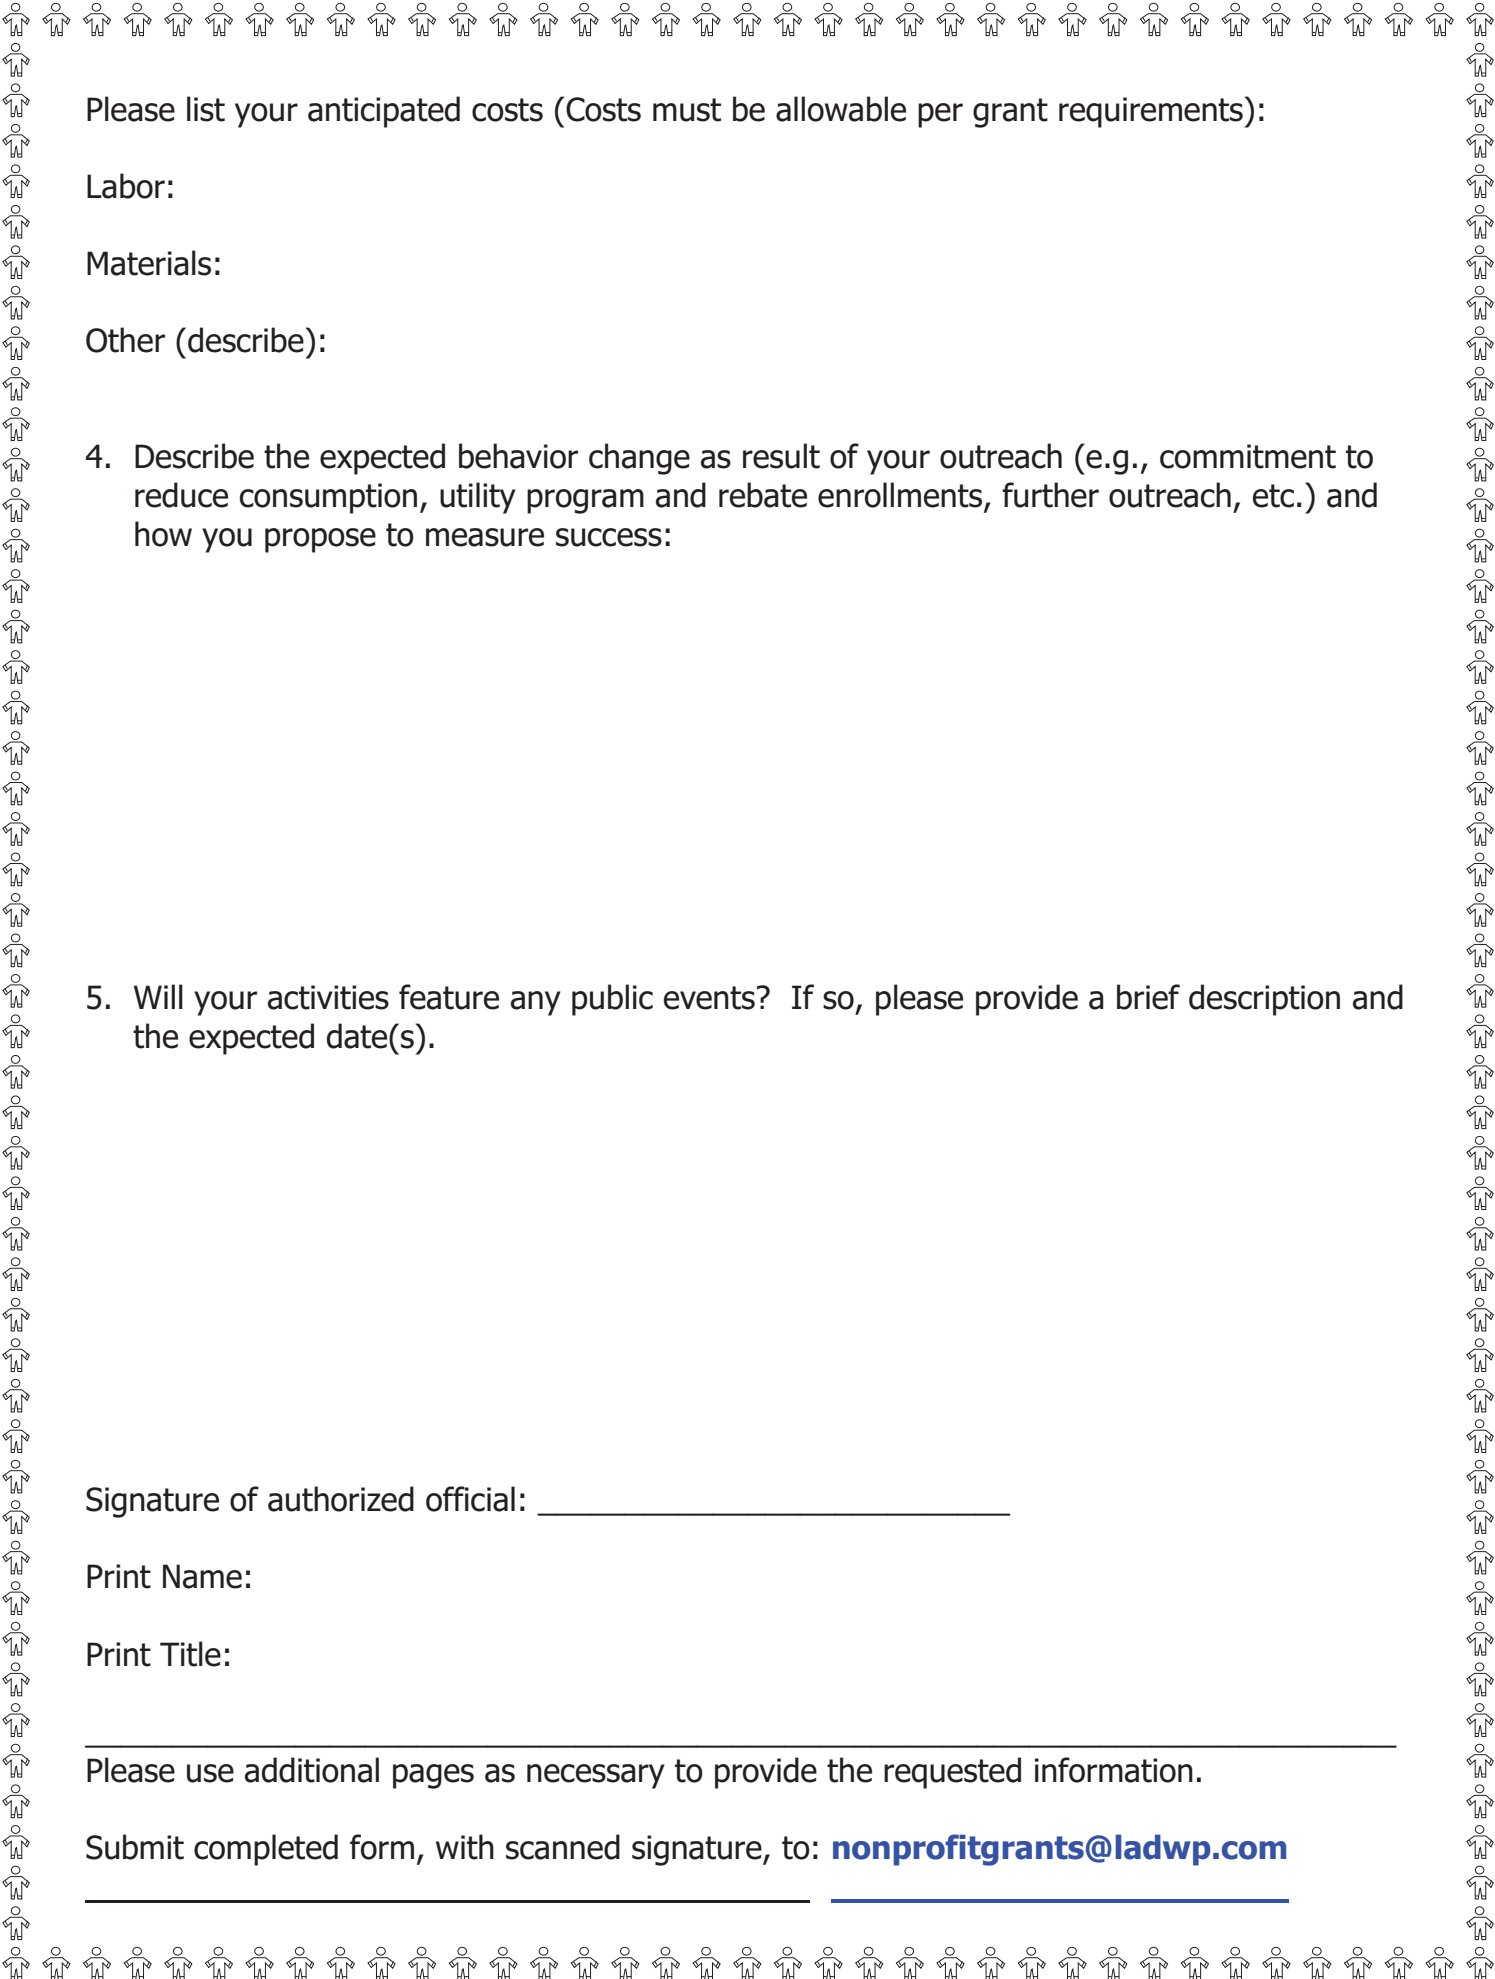 Please list your anticipated costs (Costs must be allowable per grant requirements):
Labor:
Materials:
Other (describe):
4. Describe the expected behavior change as result of your outreach (e.g., commitment to
reduce consumption, utility program and rebate enrollments, further outreach, etc.) and
how you propose to measure success:
5. Will your activities feature any public events? If so, please provide a brief description and
the expected date(s).
Signature of authorized official: ___________________________
Print Name:
Print Title:
Please use additional pages as necessary to provide the requested information.
Submit completed form, with scanned signature, to: nonprofitgrants@ladwp.com